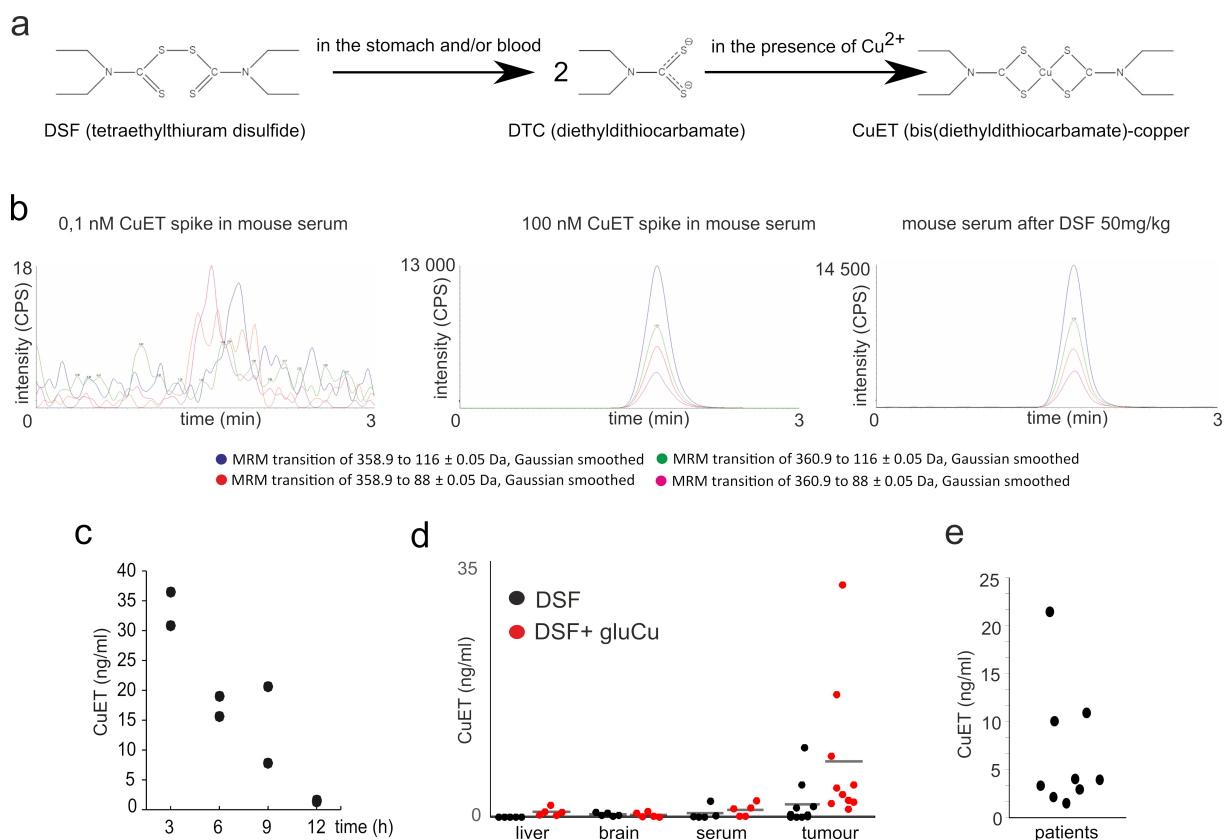 a
in the stomach and/or blood
in the presence of Cu2+
S S
S⊖
S S
N C C N
2
N C
N C Cu C N
S S
S⊖
S S
DSF (tetraethylthiuram disulfide)
DTC (diethyldithiocarbamate)
CuET (bis(diethyldithiocarbamate)-copper
b
0,1 nM CuET spike in mouse serum
100 nM CuET spike in mouse serum
mouse serum after DSF 50mg/kg
18
intensity (CPS)
0
time (min)
3
13 000
intensity (CPS)
0
time (min)
3
14 500
intensity (CPS)
0
time (min)
3
MRM transition of 358.9 to 116 ± 0.05 Da, Gaussian smoothed
MRM transition of 360.9 to 116 ± 0.05 Da, Gaussian smoothed
MRM transition of 358.9 to 88 ± 0.05 Da, Gaussian smoothed
MRM transition of 360.9 to 88 ± 0.05 Da, Gaussian smoothed
c
CuET (ng/ml)
40
35
30
25
20
15
10
5
0
3 6 9 12 time (h)
d
CuET (ng/ml)
35
0
DSF
DSF+ gluCu
liver brain serum tumour
e
CuET (ng/ml)
25
20
15
10
5
0
patients